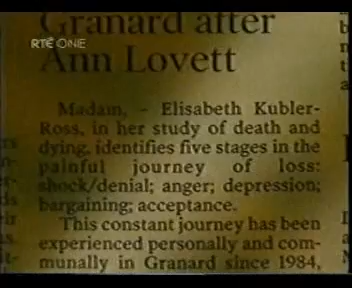 Granard after
RTÉ ONE
Ann Lovett
Madam, - Elisabeth Kubler-
Ross, in her study of death and
dying, identifies five stages in the
painful journey of loss:
shock/denial; anger; depression;
bargaining; acceptance.
This constant journey has been
experienced personally and com-
munally in Granard since 1984,